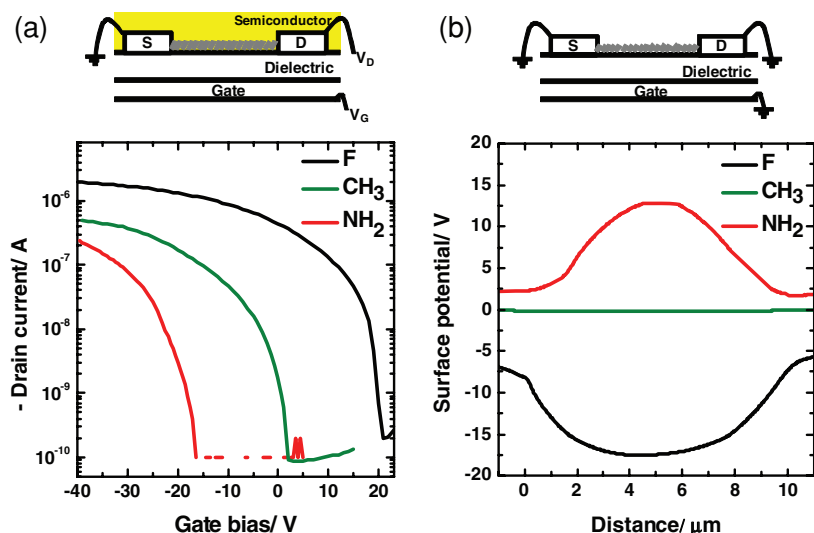 (a)
Semiconductor
S
D
V_D
Dielectric
Gate
V_G
F
CH₃
NH₂
10⁻⁶
10⁻⁷
10⁻⁸
10⁻⁹
10⁻¹⁰
- Drain current/ A
-40 -30 -20 -10 0 10 20
Gate bias/ V
(b)
S
D
Dielectric
Gate
F
CH₃
NH₂
20
15
10
5
0
-5
-10
-15
-20
Surface potential/ V
0 2 4 6 8 10
Distance/ μm